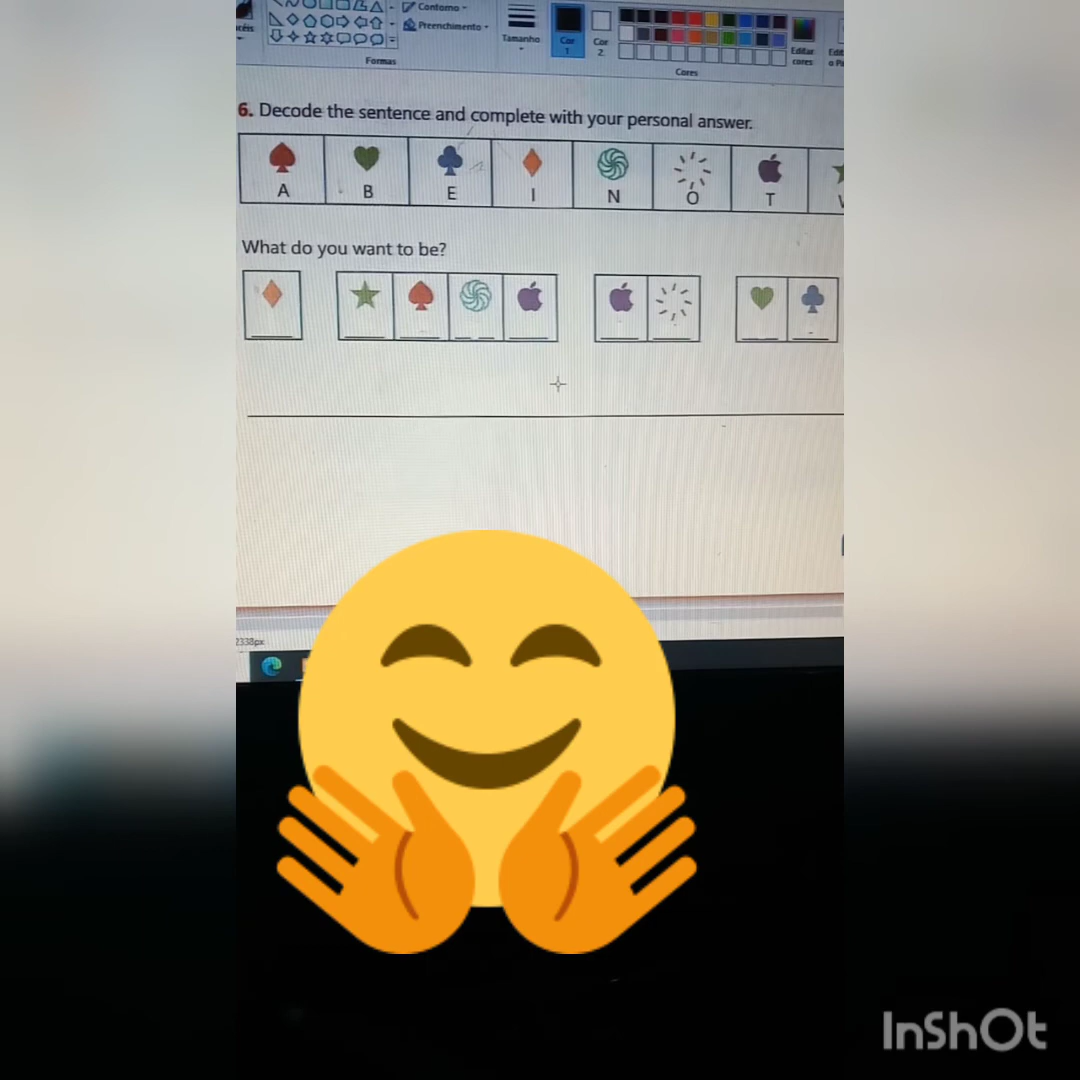 Contorno
Preenchimento
Tamanho
Cor
1
Cor
2
Editar
cores
Formas
Cores
6. Decode the sentence and complete with your personal answer.
A B E I N O T
What do you want to be?
2338px
InShOt